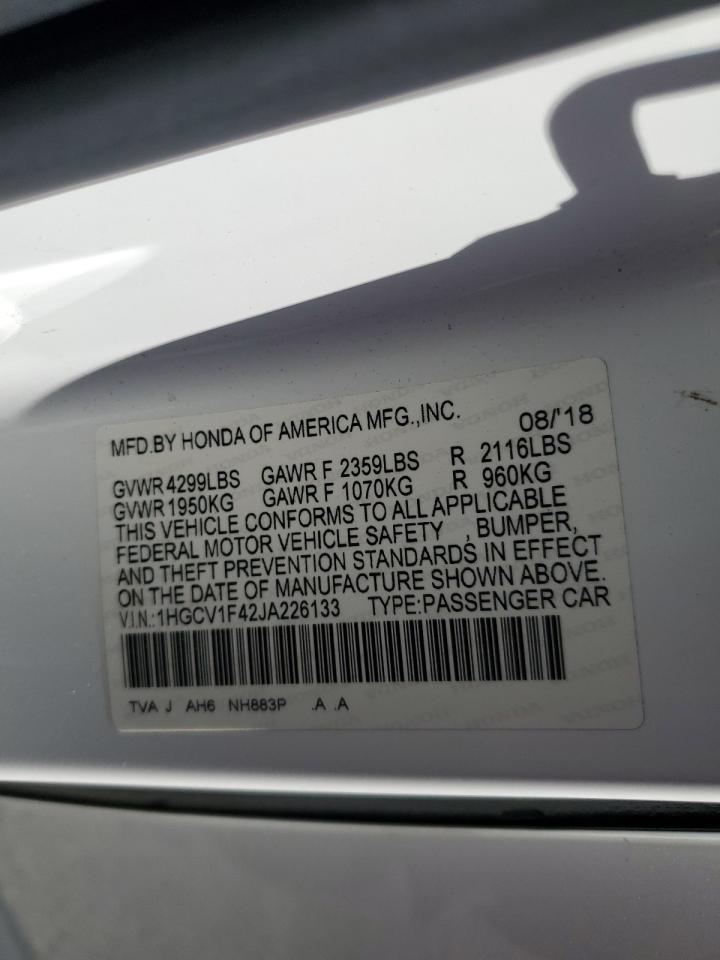 MFD.BY HONDA OF AMERICA MFG.,INC. 08/'18
GVWR 4299LBS GAWR F 2359LBS R 2116LBS
GVWR 1950KG GAWR F 1070KG R 960KG
THIS VEHICLE CONFORMS TO ALL APPLICABLE
FEDERAL MOTOR VEHICLE SAFETY , BUMPER,
AND THEFT PREVENTION STANDARDS IN EFFECT
ON THE DATE OF MANUFACTURE SHOWN ABOVE.
V.I.N.:1HGCV1F42JA226133 TYPE:PASSENGER CAR
TVA J AH6 NH883P .A .A